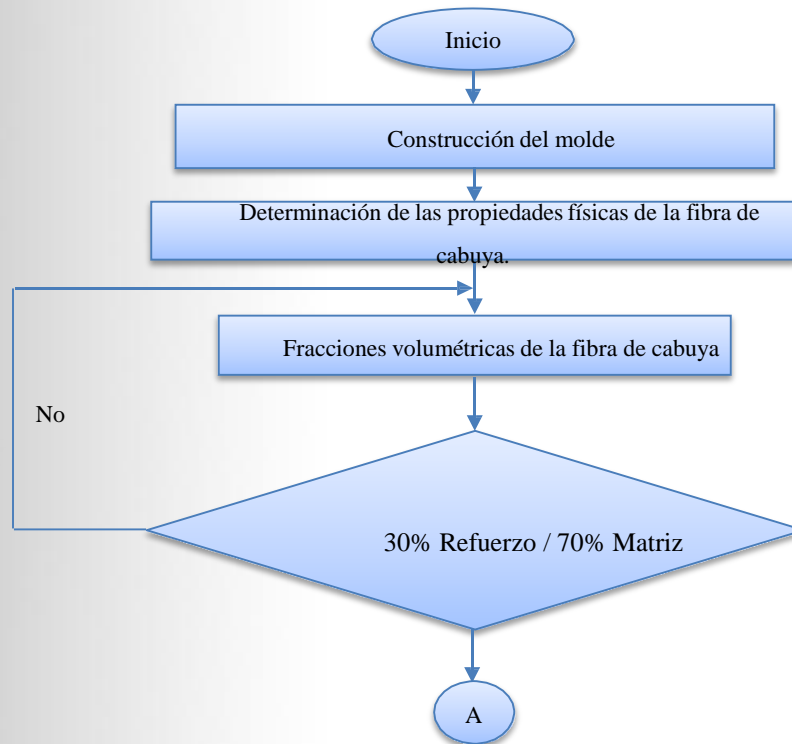 Inicio
Construcción del molde
Determinación de las propiedades físicas de la fibra de
cabuya.
Fracciones volumétricas de la fibra de cabuya
No
30% Refuerzo / 70% Matriz
A